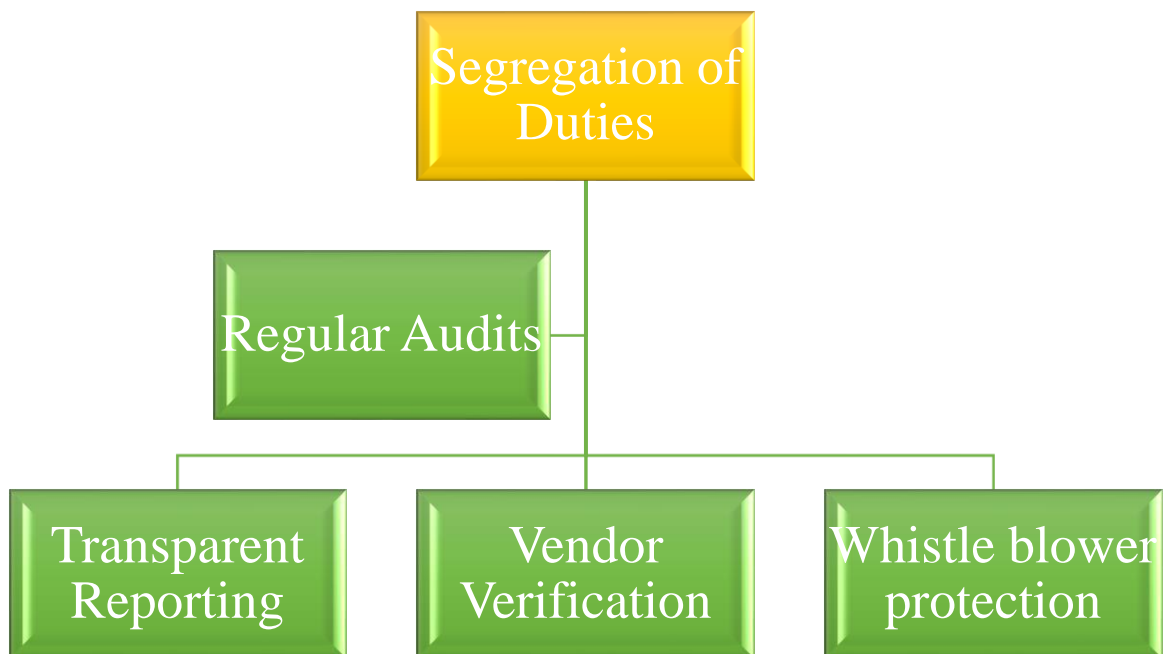 Segregation of
Duties
Regular Audits
Transparent
Reporting
Vendor
Verification
Whistle blower
protection